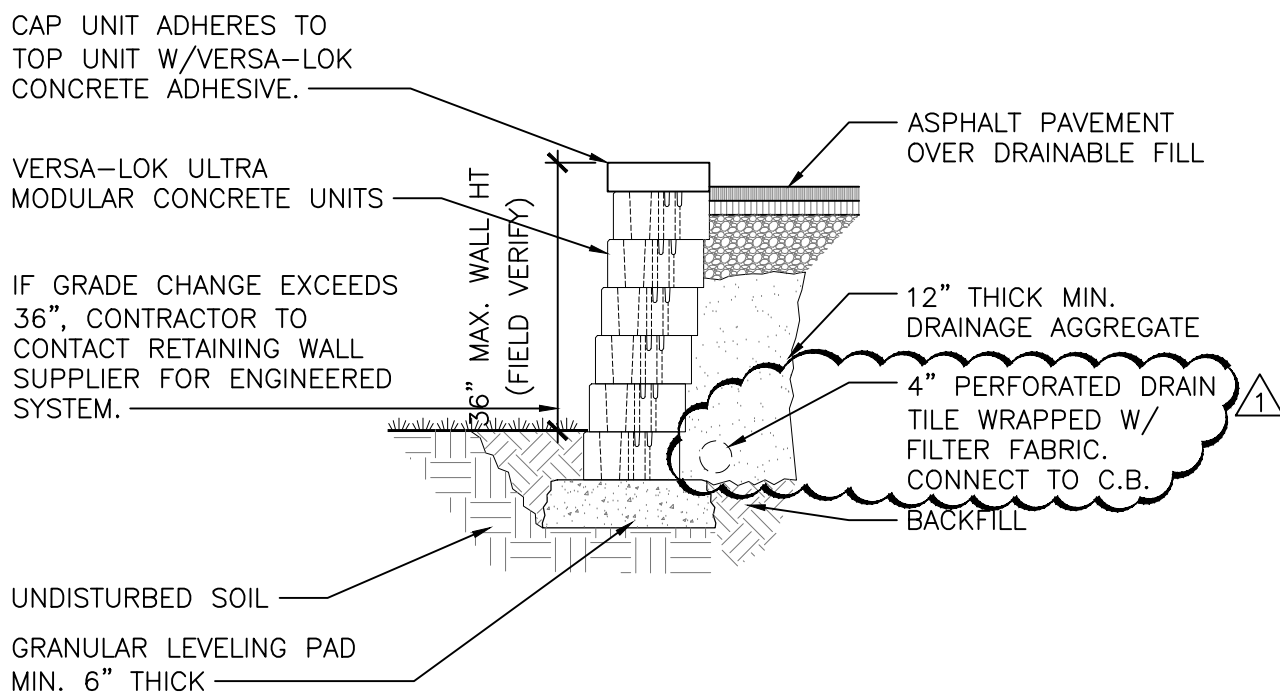 CAP UNIT ADHERES TO
TOP UNIT W/VERSA-LOK
CONCRETE ADHESIVE.
VERSA-LOK ULTRA
MODULAR CONCRETE UNITS
IF GRADE CHANGE EXCEEDS
36", CONTRACTOR TO
CONTACT RETAINING WALL
SUPPLIER FOR ENGINEERED
SYSTEM.
UNDISTURBED SOIL
GRANULAR LEVELING PAD
MIN. 6" THICK
36" MAX. WALL HT
(FIELD VERIFY)
ASPHALT PAVEMENT
OVER DRAINABLE FILL
12" THICK MIN.
DRAINAGE AGGREGATE
4" PERFORATED DRAIN
TILE WRAPPED W/
FILTER FABRIC.
CONNECT TO C.B.
1
BACKFILL